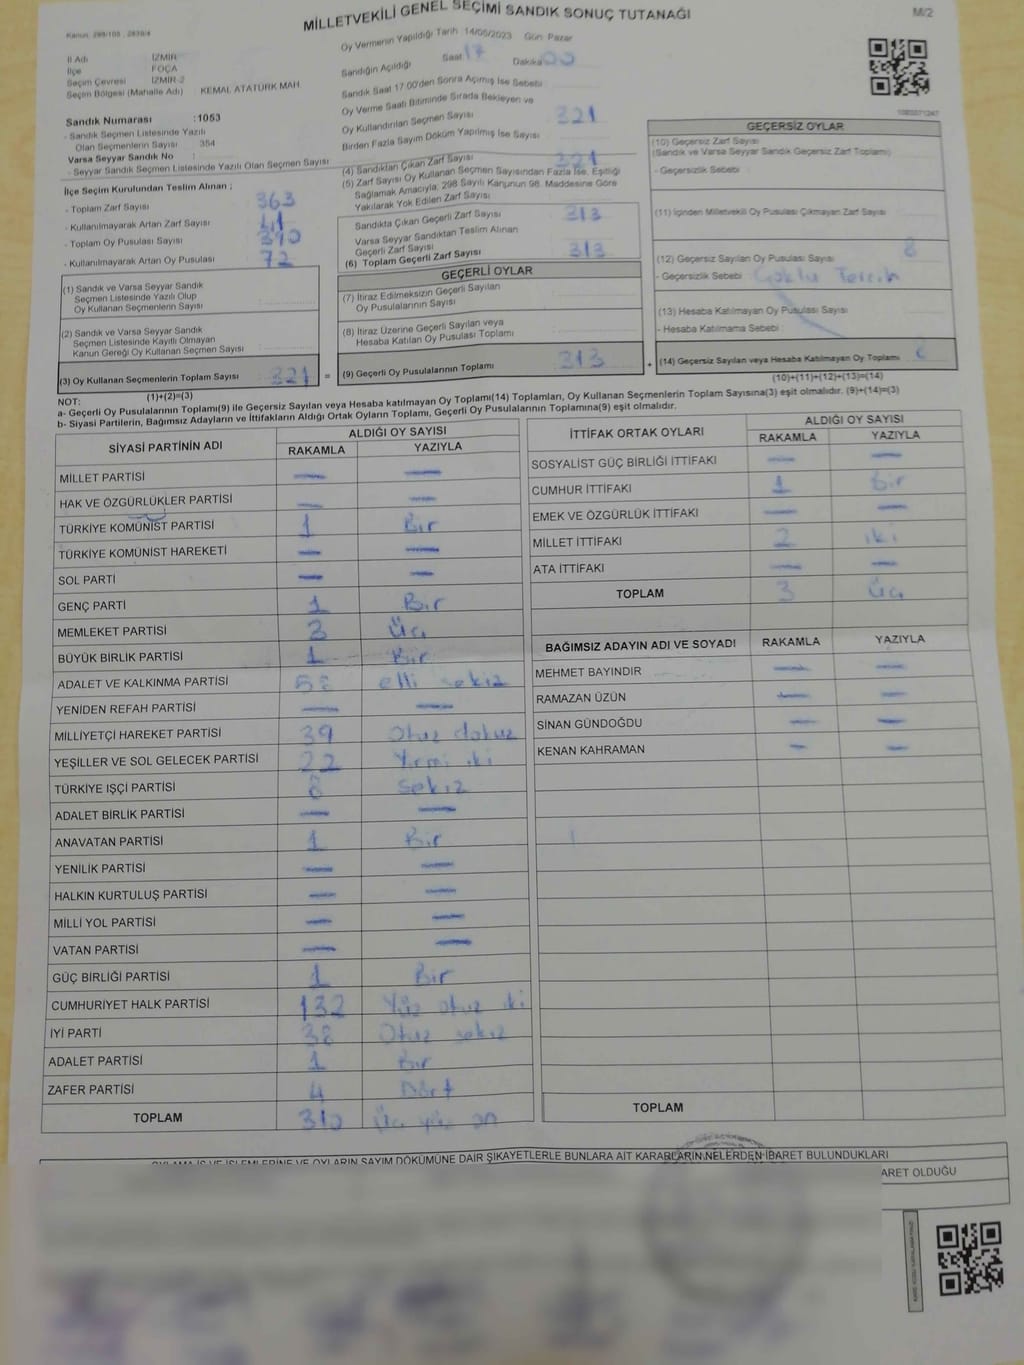 MİLLETVEKİLİ GENEL SEÇİMİ SANDIK SONUÇ TUTANAĞI
M/2
Kanun, 298/105 , 2839/4
Oy Vermenin Yapıldığı Tarih 14/05/2023 Gün: Pazar
İl Adı İZMİR
İlçe FOÇA
Seçim Çevresi İZMİR-2
Seçim Bölgesi (Mahalle Adı) KEMAL ATATÜRK MAH
Sandığın Açıldığı Saat 17 Dakika 00
Sandık Saat 17.00'den Sonra Açımış İse Sebebi
Sandık Numarası :1053
- Sandık Seçmen Listesinde Yazılı
Olan Seçmenlerin Sayısı 354
Varsa Seyyar Sandık No :
- Seyyar Sandık Seçmen Listesinde Yazılı Olan Seçmen Sayısı
Oy Verme Saati Bitiminde Sırada Bekleyen ve
Oy Kullandırılan Seçmen Sayısı 321
Birden Fazla Sayım Döküm Yapılmış İse Sayısı
İlçe Seçim Kurulundan Teslim Alınan ;
- Toplam Zarf Sayısı 363
- Kullanılmayarak Artan Zarf Sayısı
- Toplam Oy Pusulası Sayısı 390
- Kullanılmayarak Artan Oy Pusulası 72
(4) Sandıktan Çıkan Zarf Sayısı 321
(5) Zarf Sayısı Oy Kullanan Seçmen Sayısından Fazla İse, Eşitliği
Sağlamak Amacıyla, 298 Sayılı Kanunun 98. Maddesine Göre
Yakılarak Yok Edilen Zarf Sayısı
Sandıkta Çıkan Geçerli Zarf Sayısı 313
Varsa Seyyar Sandıktan Teslim Alınan
Geçerli Zarf Sayısı
(6) Toplam Geçerli Zarf Sayısı 313
GEÇERSİZ OYLAR
(10) Geçersiz Zarf Sayısı
(Sandık ve Varsa Seyyar Sandık Geçersiz Zarf Toplamı)
- Geçersizlik Sebebi :
(11) İçinden Milletvekili Oy Pusulası Çıkmayan Zarf Sayısı
(12) Geçersiz Sayılan Oy Pusulası Sayısı 8
- Geçersizlik Sebebi Çoklu Tercih
(13) Hesaba Katılmayan Oy Pusulası Sayısı
- Hesaba Katılmama Sebebi
(14) Geçersiz Sayılan veya Hesaba Katılmayan Oy Toplamı
(10)+(11)+(12)+(13)=(14)
(1) Sandık ve Varsa Seyyar Sandık
Seçmen Listesinde Yazılı Olup
Oy Kullanan Seçmenlerin Sayısı
(2) Sandık ve Varsa Seyyar Sandık
Seçmen Listesinde Kayıtlı Olmayan
Kanun Gereği Oy Kullanan Seçmen Sayısı
(3) Oy Kullanan Seçmenlerin Toplam Sayısı 321 =
(1)+(2)=(3)
GEÇERLİ OYLAR
(7) İtiraz Edilmeksizin Geçerli Sayılan
Oy Pusulalarının Sayısı
(8) İtiraz Üzerine Geçerli Sayılan veya
Hesaba Katılan Oy Pusulası Toplamı
(9) Geçerli Oy Pusulalarının Toplamı 313 +
NOT:
a- Geçerli Oy Pusulalarının Toplamı(9) ile Geçersiz Sayılan veya Hesaba katılmayan Oy Toplamı(14) Toplamları, Oy Kullanan Seçmenlerin Toplam Sayısına(3) eşit olmalıdır. (9)+(14)=(3)
b- Siyasi Partilerin, Bağımsız Adayların ve İttifakların Aldığı Ortak Oyların Toplamı, Geçerli Oy Pusulalarının Toplamına(9) eşit olmalıdır.
SİYASİ PARTİNİN ADI ALDIĞI OY SAYISI
RAKAMLA YAZIYLA
MİLLET PARTİSİ — —
HAK VE ÖZGÜRLÜKLER PARTİSİ — —
TÜRKİYE KOMÜNİST PARTİSİ 1 Bir
TÜRKİYE KOMÜNİST HAREKETİ — —
SOL PARTİ — —
GENÇ PARTİ 1 Bir
MEMLEKET PARTİSİ 3 Üç
BÜYÜK BİRLİK PARTİSİ 1 Bir
ADALET VE KALKINMA PARTİSİ 58 elli sekiz
YENİDEN REFAH PARTİSİ — —
MİLLİYETÇİ HAREKET PARTİSİ 39 Otuz dokuz
YEŞİLLER VE SOL GELECEK PARTİSİ 22 Yirmi iki
TÜRKİYE İŞÇİ PARTİSİ 8 sekiz
ADALET BİRLİK PARTİSİ — —
ANAVATAN PARTİSİ 1 Bir
YENİLİK PARTİSİ — —
HALKIN KURTULUŞ PARTİSİ — —
MİLLİ YOL PARTİSİ — —
VATAN PARTİSİ — —
GÜÇ BİRLİĞİ PARTİSİ 1 Bir
CUMHURİYET HALK PARTİSİ 132 Yüz otuz iki
İYİ PARTİ 38 Otuz sekiz
ADALET PARTİSİ 1 Bir
ZAFER PARTİSİ 4 Dört
TOPLAM 310 Üç yüz on
İTTİFAK ORTAK OYLARI ALDIĞI OY SAYISI
RAKAMLA YAZIYLA
SOSYALİST GÜÇ BİRLİĞİ İTTİFAKI — —
CUMHUR İTTİFAKI 1 Bir
EMEK VE ÖZGÜRLÜK İTTİFAKI — —
MİLLET İTTİFAKI 2 iki
ATA İTTİFAKI — —
TOPLAM 3 Üç
BAĞIMSIZ ADAYIN ADI VE SOYADI RAKAMLA YAZIYLA
MEHMET BAYINDIR — —
RAMAZAN ÜZÜN — —
SİNAN GÜNDOĞDU — —
KENAN KAHRAMAN — —
TOPLAM
OYLAMA İŞ VE İŞLEMLERİNE VE OYLARIN SAYIM DÖKÜMÜNE DAİR ŞİKAYETLERLE BUNLARA AİT KARARLARIN NELERDEN İBARET BULUNDUKLARI
ARET OLDUĞU